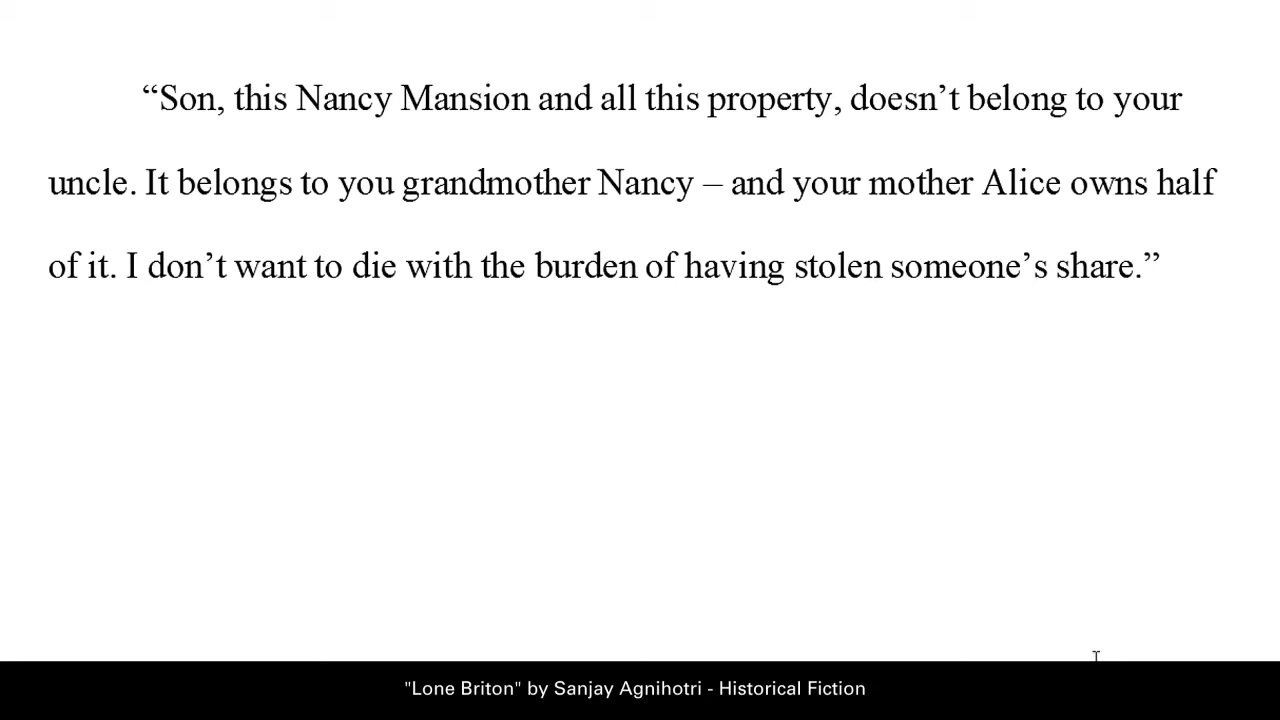 “Son, this Nancy Mansion and all this property, doesn’t belong to your
uncle. It belongs to you grandmother Nancy – and your mother Alice owns half
of it. I don’t want to die with the burden of having stolen someone’s share.”
"Lone Briton" by Sanjay Agnihotri - Historical Fiction